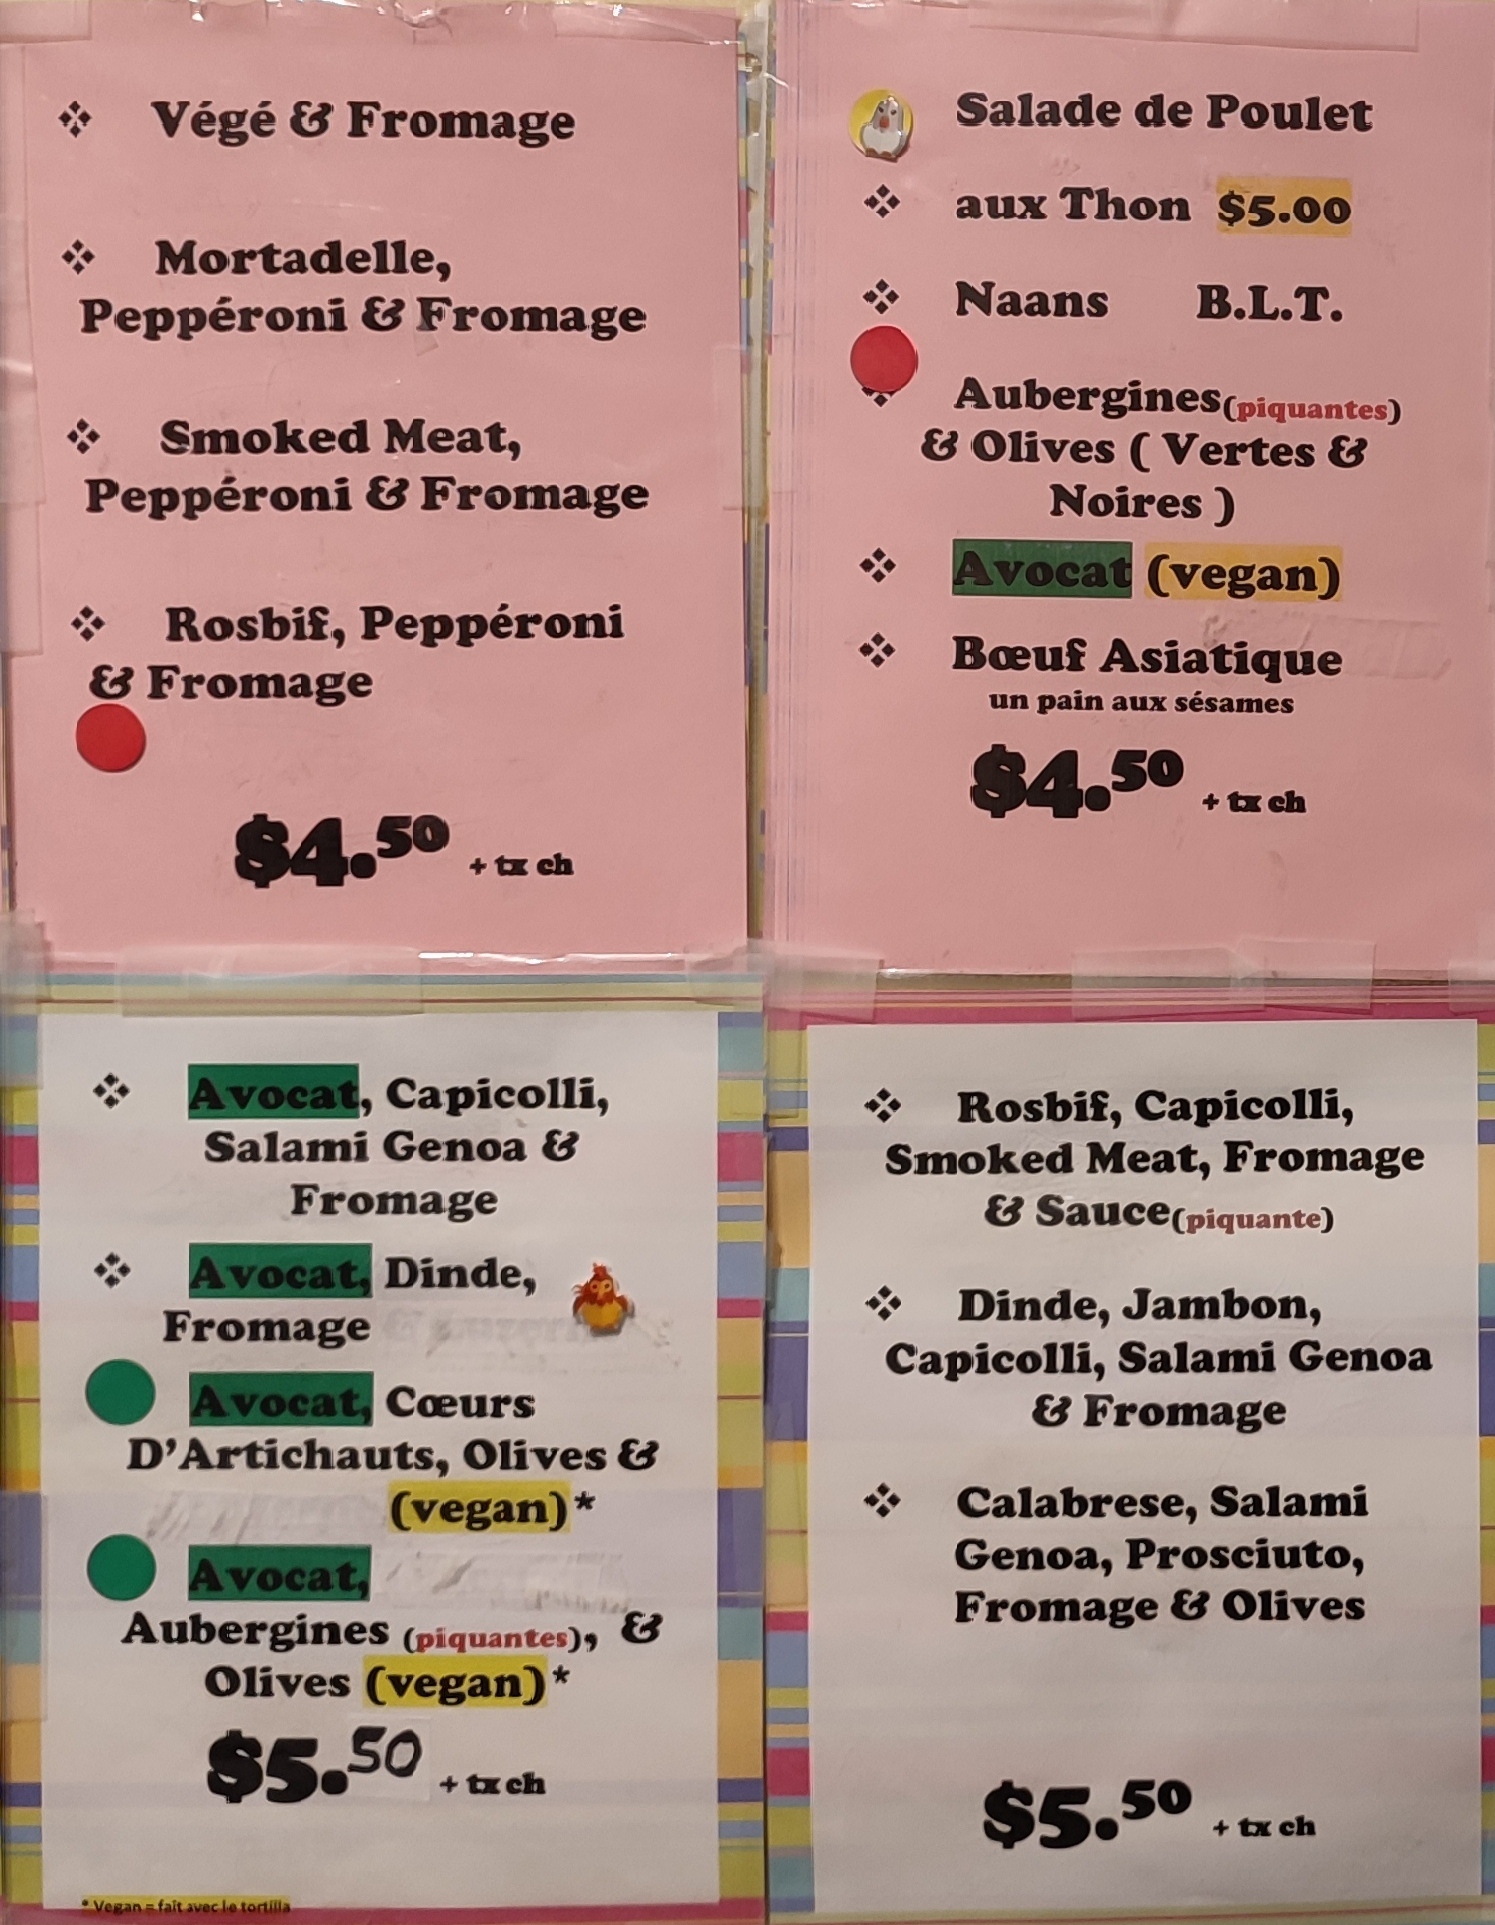 Végé & Fromage
Mortadelle,
Peppéroni & Fromage
Smoked Meat,
Peppéroni & Fromage
Rosbif, Peppéroni
& Fromage
$4.50 + tx ch
Salade de Poulet
aux Thon $5.00
Naans B.L.T.
Aubergines(piquantes)
& Olives ( Vertes &
Noires )
Avocat (vegan)
Bœuf Asiatique
un pain aux sésames
$4.50 + tx ch
Avocat, Capicolli,
Salami Genoa &
Fromage
Avocat, Dinde,
Fromage
Avocat, Cœurs
D'Artichauts, Olives &
(vegan)*
Avocat,
Aubergines (piquantes), &
Olives (vegan)*
$5.50 + tx ch
* Vegan = fait avec le tortilla
Rosbif, Capicolli,
Smoked Meat, Fromage
& Sauce(piquante)
Dinde, Jambon,
Capicolli, Salami Genoa
& Fromage
Calabrese, Salami
Genoa, Prosciuto,
Fromage & Olives
$5.50 + tx ch